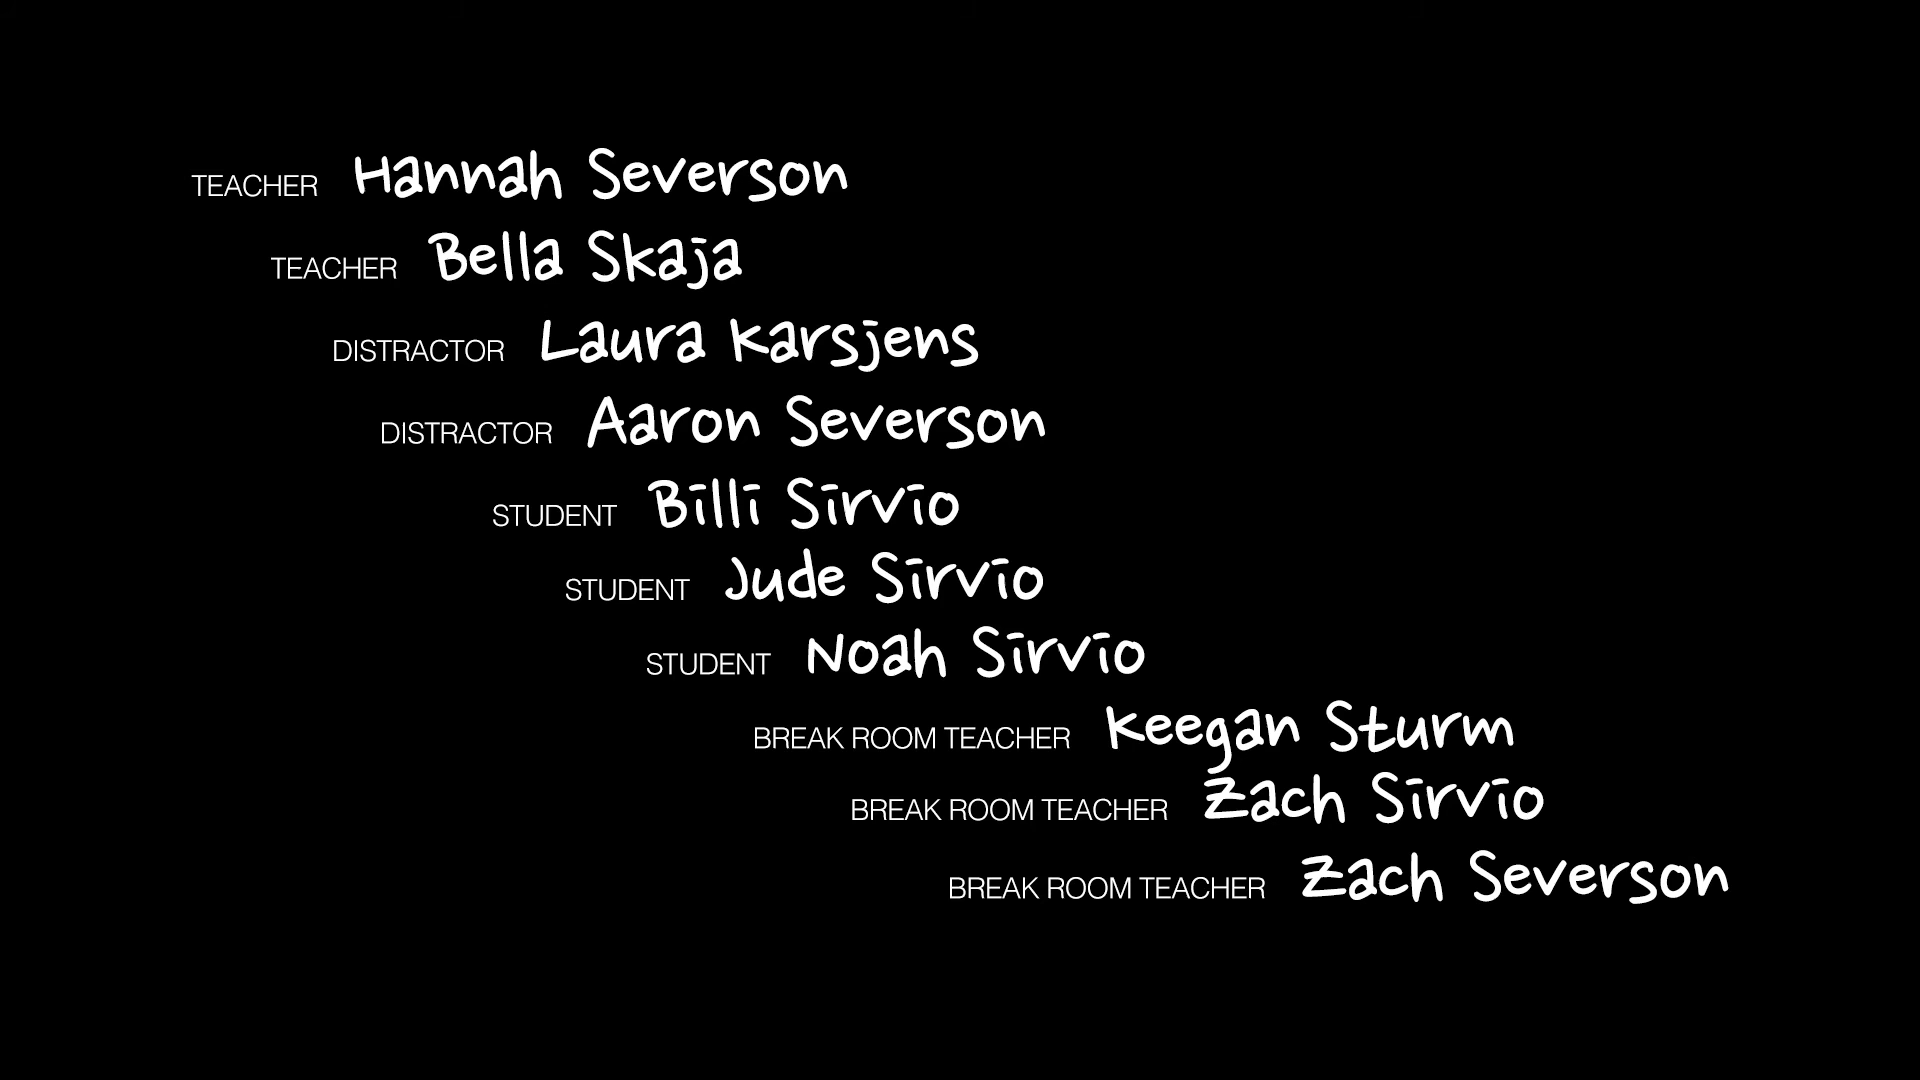 TEACHER Hannah Severson
TEACHER Bella Skaja
DISTRACTOR Laura Karsjens
DISTRACTOR Aaron Severson
STUDENT Billi Sirvio
STUDENT Jude Sirvio
STUDENT Noah Sirvio
BREAK ROOM TEACHER Keegan Sturm
BREAK ROOM TEACHER Zach Sirvio
BREAK ROOM TEACHER Zach Severson